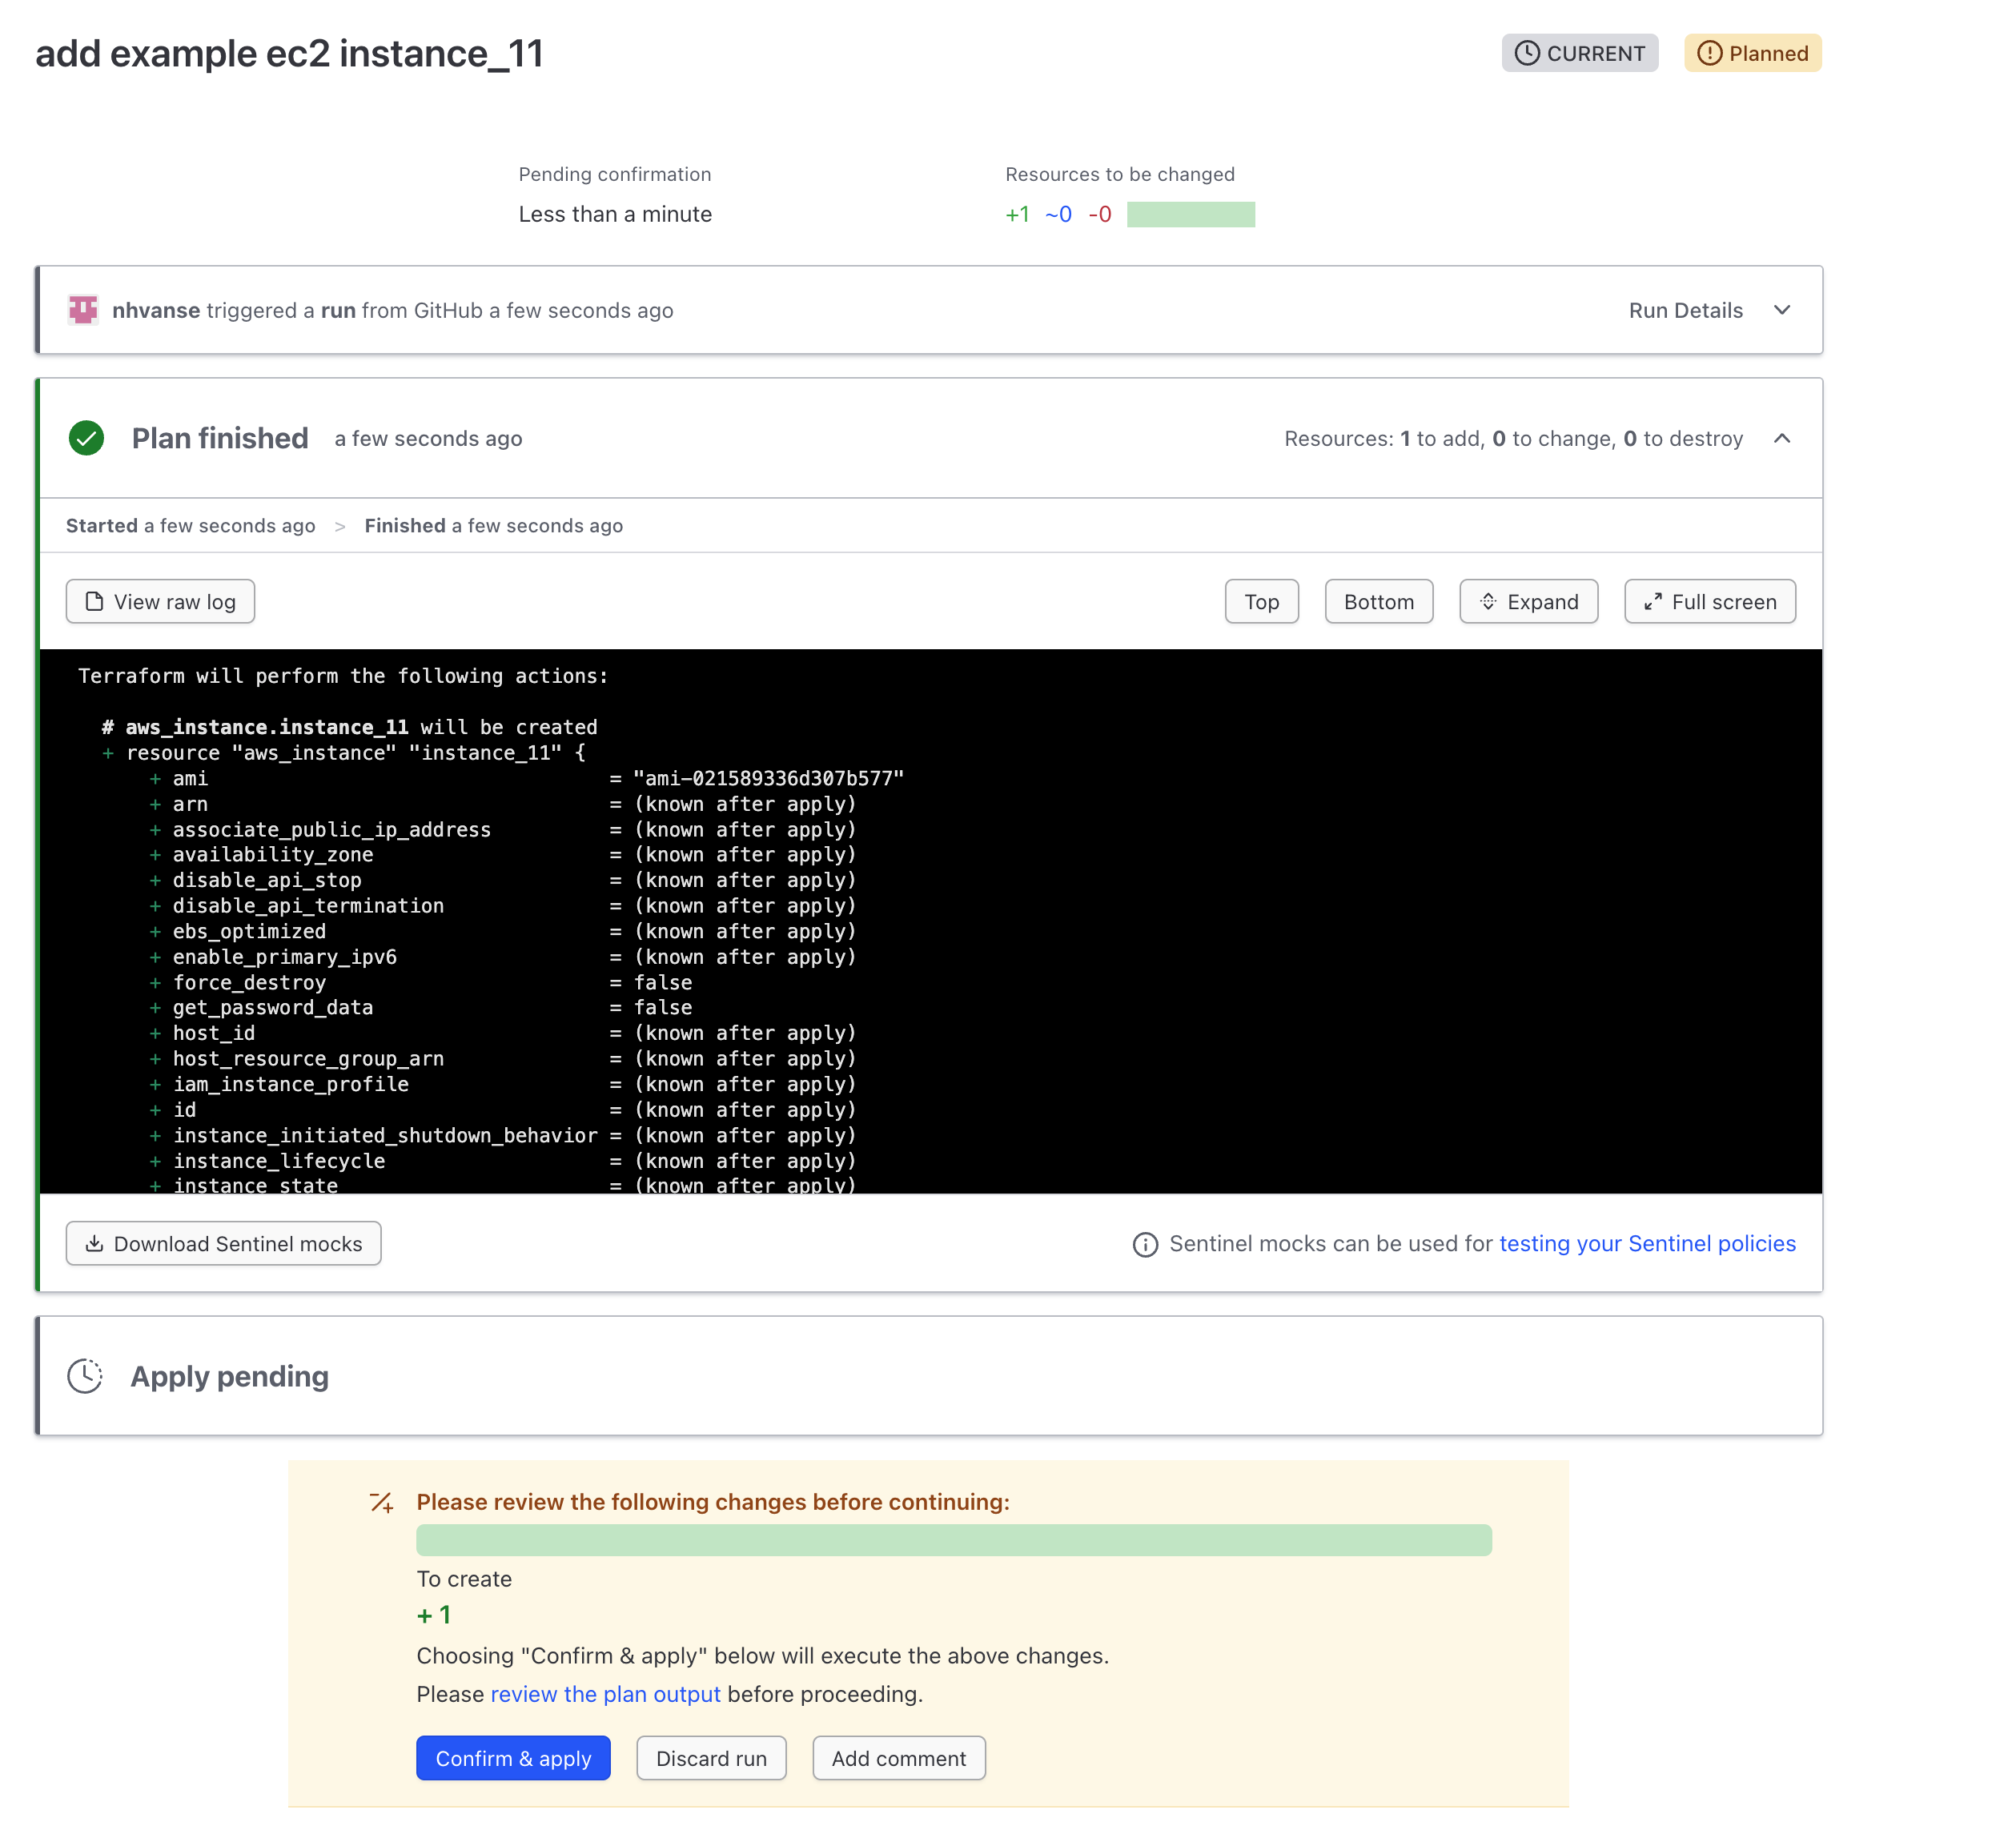 add example ec2 instance_11
CURRENT
Planned
Pending confirmation
Less than a minute
Resources to be changed
+1 ~0 -0
nhvanse triggered a run from GitHub a few seconds ago
Run Details
Plan finished a few seconds ago
Resources: 1 to add, 0 to change, 0 to destroy
Started a few seconds ago > Finished a few seconds ago
View raw log
Top
Bottom
Expand
Full screen
Terraform will perform the following actions:
# aws_instance.instance_11 will be created
+ resource "aws_instance" "instance_11" {
+ ami = "ami-021589336d307b577"
+ arn = (known after apply)
+ associate_public_ip_address = (known after apply)
+ availability_zone = (known after apply)
+ disable_api_stop = (known after apply)
+ disable_api_termination = (known after apply)
+ ebs_optimized = (known after apply)
+ enable_primary_ipv6 = (known after apply)
+ force_destroy = false
+ get_password_data = false
+ host_id = (known after apply)
+ host_resource_group_arn = (known after apply)
+ iam_instance_profile = (known after apply)
+ id = (known after apply)
+ instance_initiated_shutdown_behavior = (known after apply)
+ instance_lifecycle = (known after apply)
+ instance_state = (known after apply)
Download Sentinel mocks
Sentinel mocks can be used for testing your Sentinel policies
Apply pending
Please review the following changes before continuing:
To create
+ 1
Choosing "Confirm & apply" below will execute the above changes.
Please review the plan output before proceeding.
Confirm & apply
Discard run
Add comment